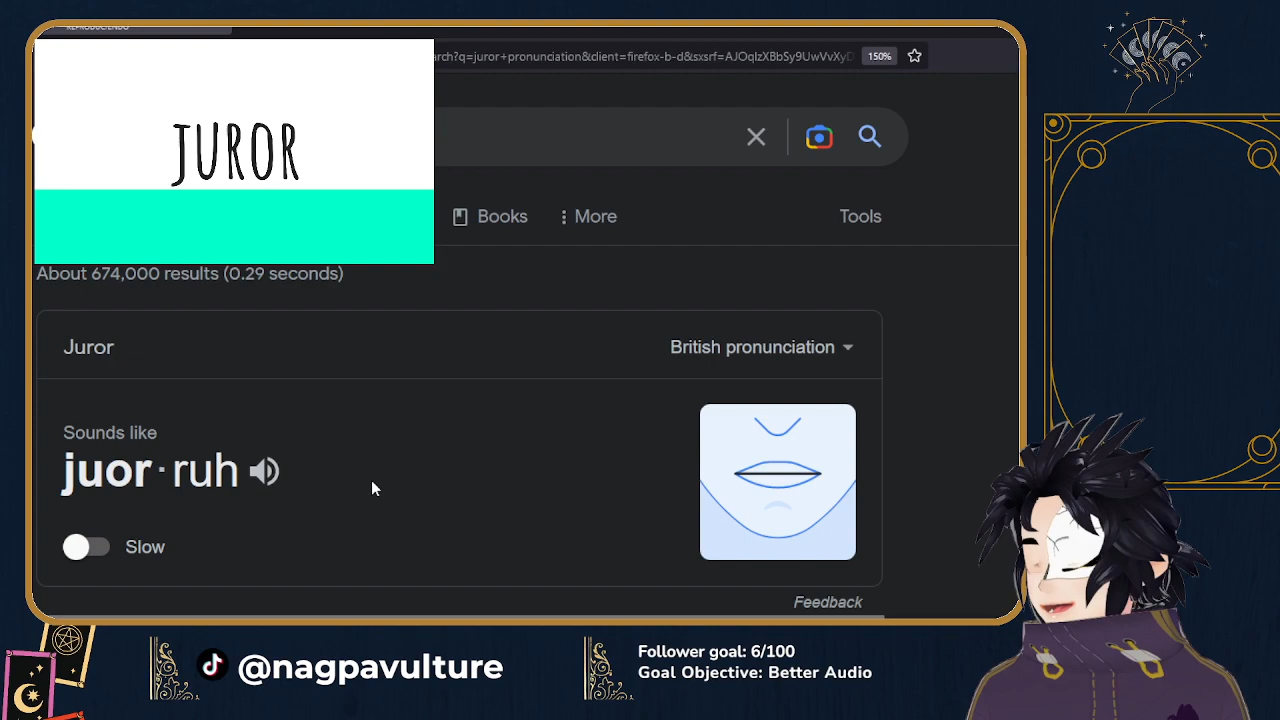 REPRODUCIENDO
arch?q=juror+pronunciation&client=firefox-b-d&sxsrf=AJOqlzXBbSy9UwVvXyD
150%
JUROR
Books
More
Tools
About 674,000 results (0.29 seconds)
Juror
British pronunciation
Sounds like
juor·ruh
Slow
Feedback
@nagpavulture
Follower goal: 6/100
Goal Objective: Better Audio